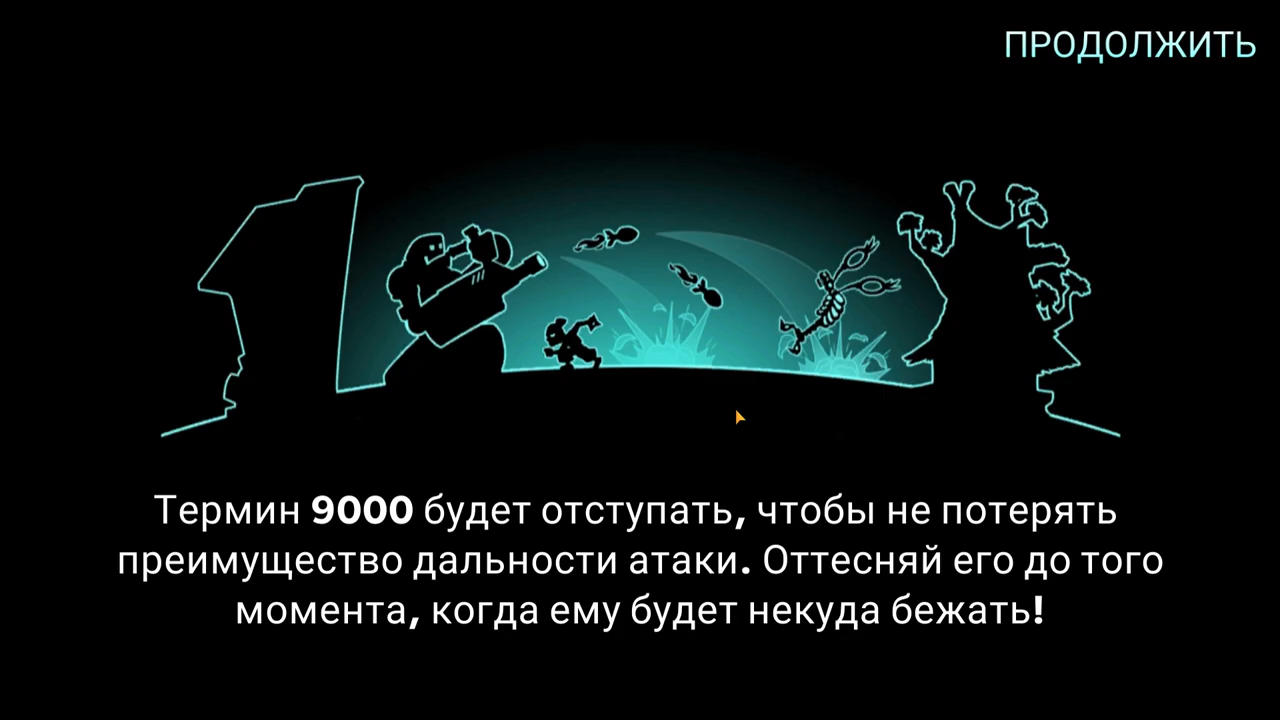 ПРОДОЛЖИТЬ
Термин 9000 будет отступать, чтобы не потерять
преимущество дальности атаки. Оттесняй его до того
момента, когда ему будет некуда бежать!